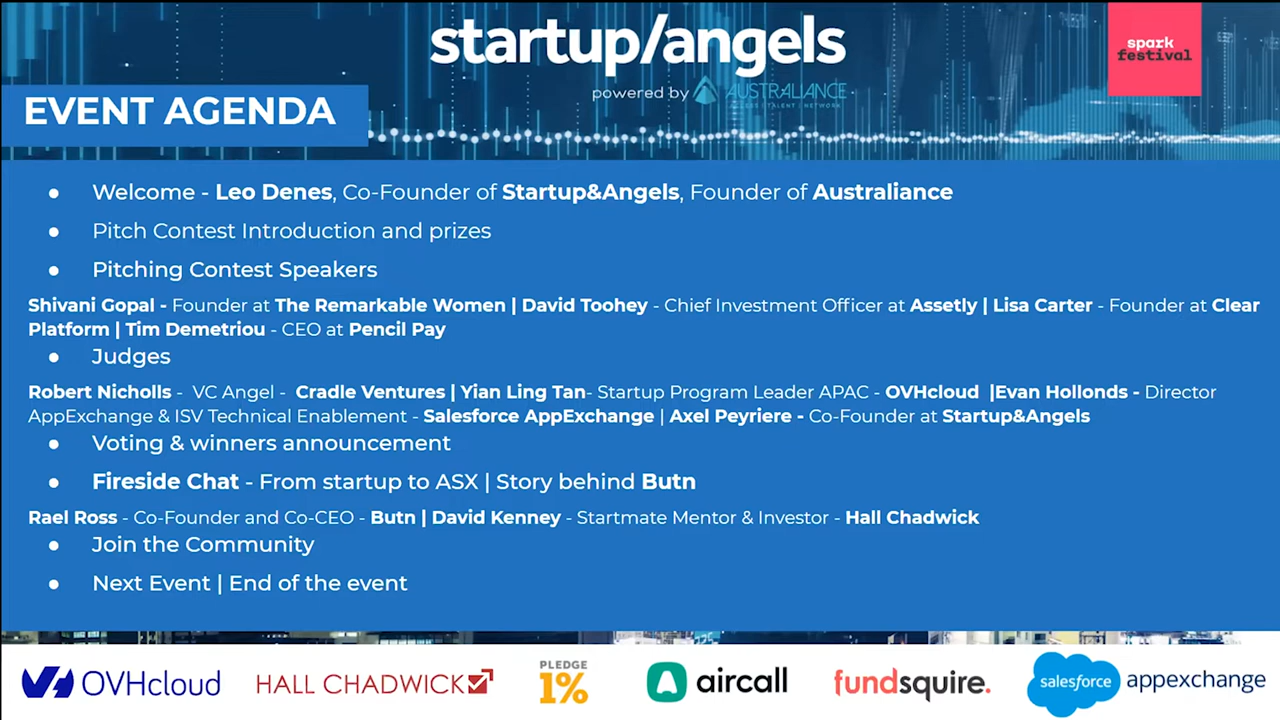 startup/angels
spark
festival
powered by AUSTRALIANCE
EVENT AGENDA
● Welcome - Leo Denes, Co-Founder of Startup&Angels, Founder of Australiance
● Pitch Contest Introduction and prizes
● Pitching Contest Speakers
Shivani Gopal - Founder at The Remarkable Women | David Toohey - Chief Investment Officer at Assetly | Lisa Carter - Founder at Clear
Platform | Tim Demetriou - CEO at Pencil Pay
● Judges
Robert Nicholls - VC Angel - Cradle Ventures | Yian Ling Tan- Startup Program Leader APAC - OVHcloud |Evan Hollonds - Director
AppExchange & ISV Technical Enablement - Salesforce AppExchange | Axel Peyriere - Co-Founder at Startup&Angels
● Voting & winners announcement
● Fireside Chat - From startup to ASX | Story behind Butn
Rael Ross - Co-Founder and Co-CEO - Butn | David Kenney - Startmate Mentor & Investor - Hall Chadwick
● Join the Community
● Next Event | End of the event
OVHcloud
HALL CHADWICK
PLEDGE
1%
aircall
fundsquire.
salesforce
appexchange